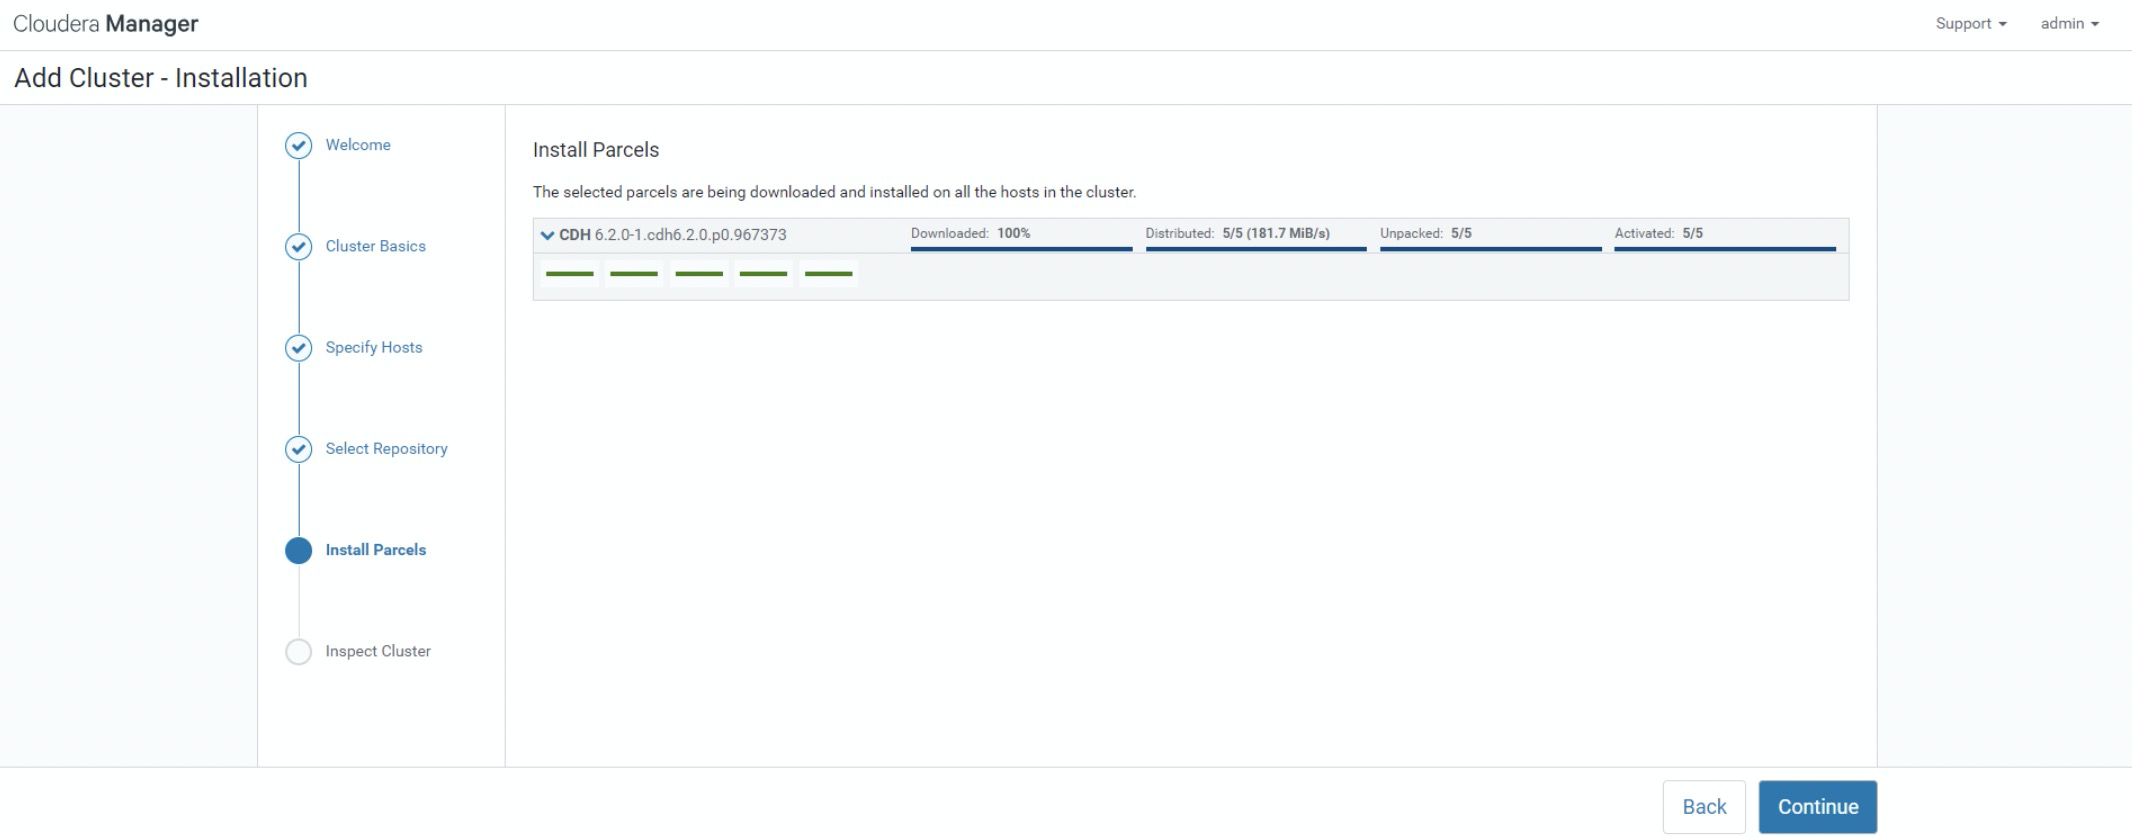 Cloudera Manager
Support
admin
Add Cluster - Installation
Welcome
Cluster Basics
Specify Hosts
Select Repository
Install Parcels
Inspect Cluster
Install Parcels
The selected parcels are being downloaded and installed on all the hosts in the cluster.
CDH 6.2.0-1.cdh6.2.0.p0.967373
Downloaded: 100%
Distributed: 5/5 (181.7 MiB/s)
Unpacked: 5/5
Activated: 5/5
Back
Continue